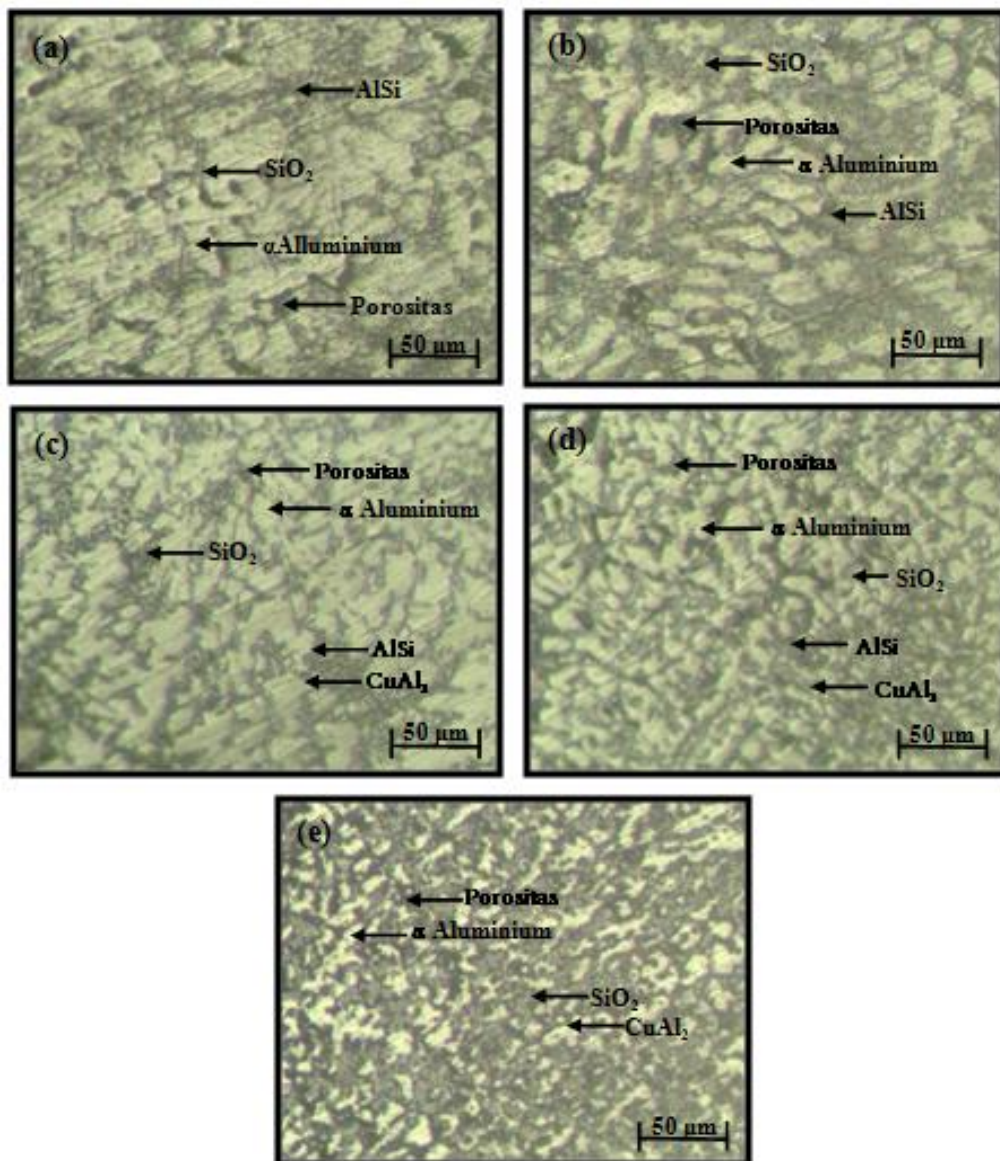 (a)
AlSi
SiO₂
αAlluminium
Porositas
50 μm
(b)
SiO₂
Porositas
α Aluminium
AlSi
50 μm
(c)
Porositas
α Aluminium
SiO₂
AlSi
CuAl₂
50 μm
(d)
Porositas
α Aluminium
SiO₂
AlSi
CuAl₂
50 μm
(e)
Porositas
α Aluminium
SiO₂
CuAl₂
50 μm